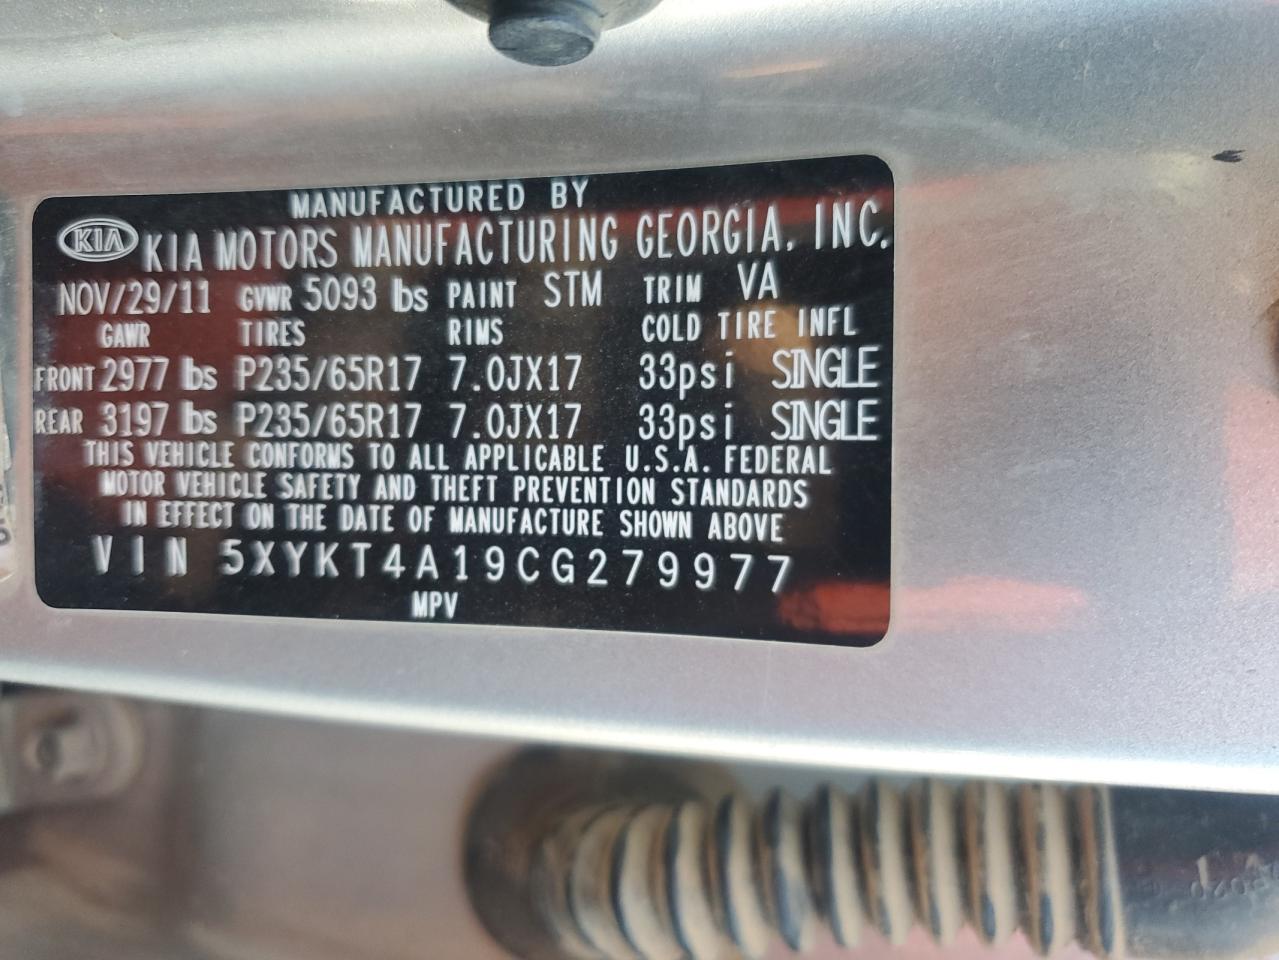 MANUFACTURED BY
KIA KIA MOTORS MANUFACTURING GEORGIA, INC.
NOV/29/11 GVWR 5093 lbs PAINT STM TRIM VA
GAWR TIRES RIMS COLD TIRE INFL
FRONT 2977 lbs P235/65R17 7.0JX17 33psi SINGLE
REAR 3197 lbs P235/65R17 7.0JX17 33psi SINGLE
THIS VEHICLE CONFORMS TO ALL APPLICABLE U.S.A. FEDERAL
MOTOR VEHICLE SAFETY AND THEFT PREVENTION STANDARDS
IN EFFECT ON THE DATE OF MANUFACTURE SHOWN ABOVE
VIN 5XYKT4A19CG279977
MPV